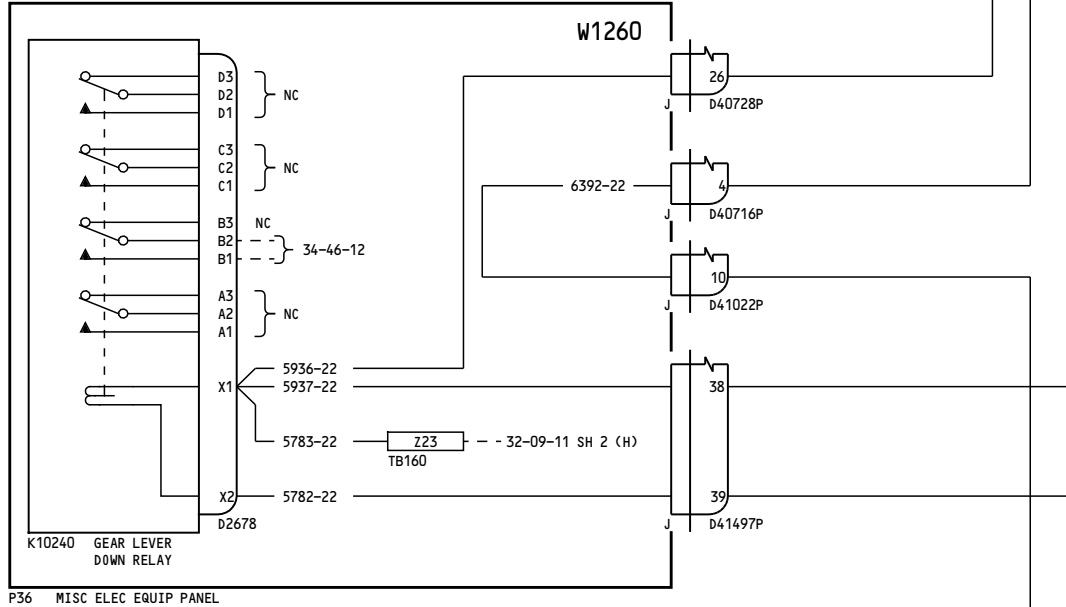 W1260
D3
D2
D1
NC
C3
C2
C1
NC
B3 NC
B2
B1
34-46-12
A3
A2
A1
NC
X1
5936-22
5937-22
5783-22
Z23
TB160
32-09-11 SH 2 (H)
X2
5782-22
D2678
K10240 GEAR LEVER
DOWN RELAY
P36 MISC ELEC EQUIP PANEL
26
J D40728P
6392-22
4
J D40716P
10
J D41022P
38
39
J D41497P